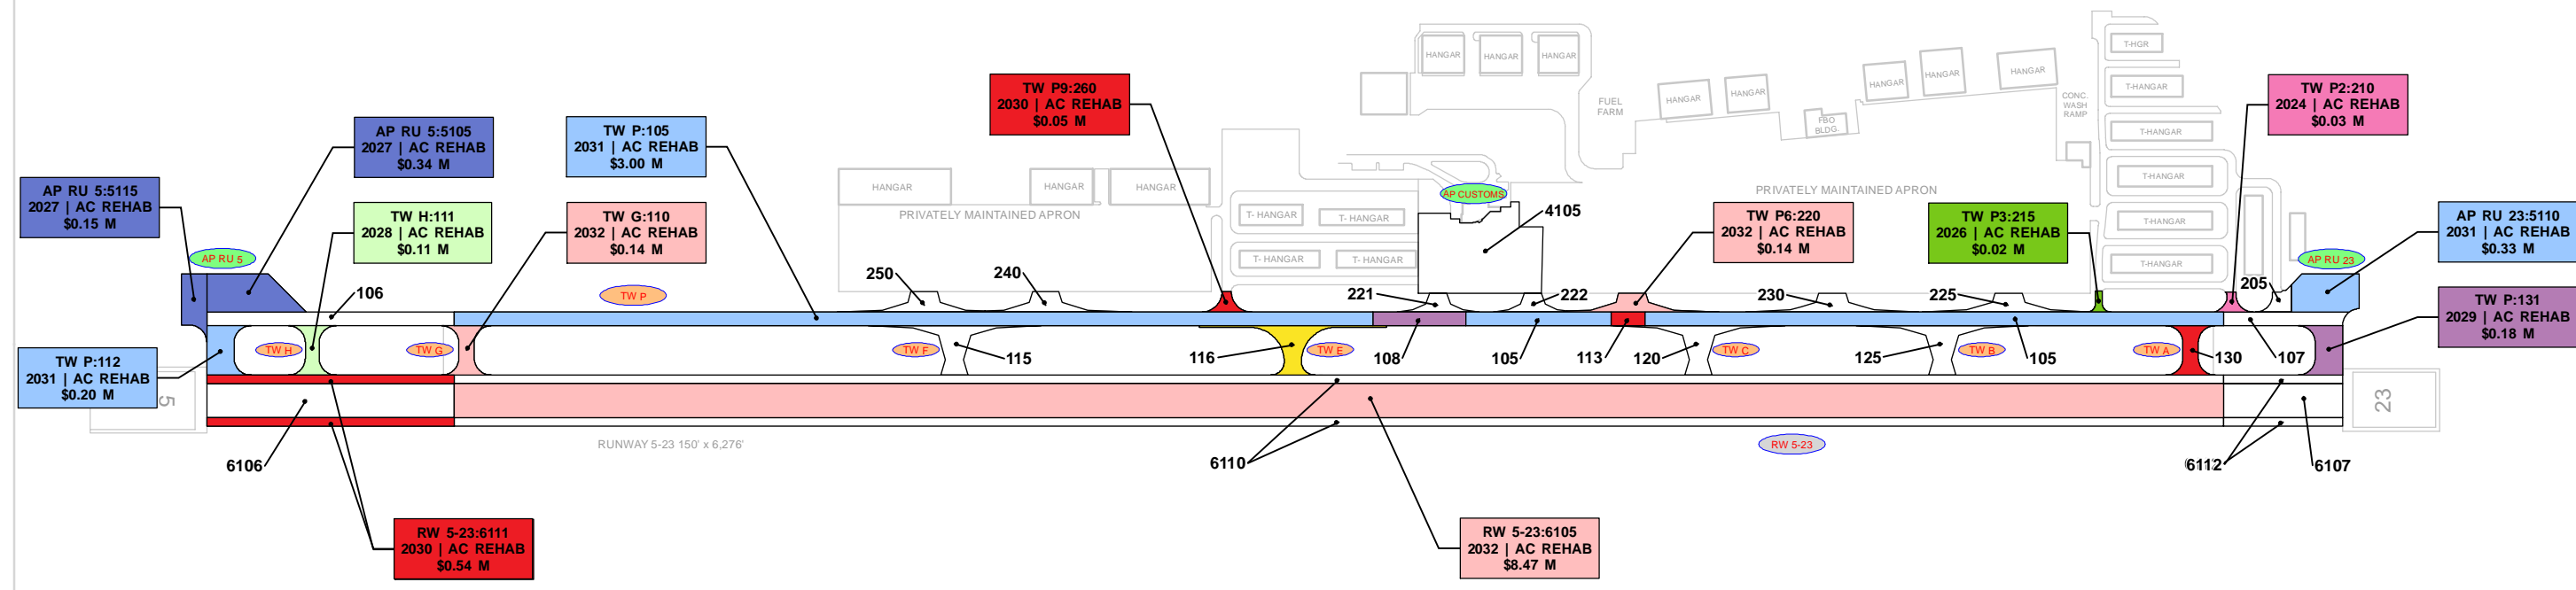 HANGAR
HANGAR
HANGAR
T-HGR
HANGAR
HANGAR
HANGAR
HANGAR
HANGAR
T-HANGAR
FUEL
FARM
CONC.
WASH
RAMP
FBO
BLDG.
T-HANGAR
T-HANGAR
T-HANGAR
T-HANGAR
TW P9:260
2030 | AC REHAB
$0.05 M
TW P2:210
2024 | AC REHAB
$0.03 M
AP RU 5:5105
2027 | AC REHAB
$0.34 M
TW P:105
2031 | AC REHAB
$3.00 M
AP RU 5:5115
2027 | AC REHAB
$0.15 M
HANGAR
HANGAR
HANGAR
PRIVATELY MAINTAINED APRON
AP CUSTOMS
PRIVATELY MAINTAINED APRON
4105
T- HANGAR
T- HANGAR
T- HANGAR
T- HANGAR
TW H:111
2028 | AC REHAB
$0.11 M
TW G:110
2032 | AC REHAB
$0.14 M
TW P6:220
2032 | AC REHAB
$0.14 M
TW P3:215
2026 | AC REHAB
$0.02 M
AP RU 23:5110
2031 | AC REHAB
$0.33 M
AP RU 5
AP RU 23
106
TW P
250
240
221
222
230
225
205
TW P:131
2029 | AC REHAB
$0.18 M
TW P:112
2031 | AC REHAB
$0.20 M
TW H
TW G
TW F
115
116
TW E
108
105
113
120
TW C
125
TW B
105
TW A
130
107
5
23
RUNWAY 5-23 150' x 6,276'
RW 5-23
6106
6110
6112
6107
RW 5-23:6111
2030 | AC REHAB
$0.54 M
RW 5-23:6105
2032 | AC REHAB
$8.47 M